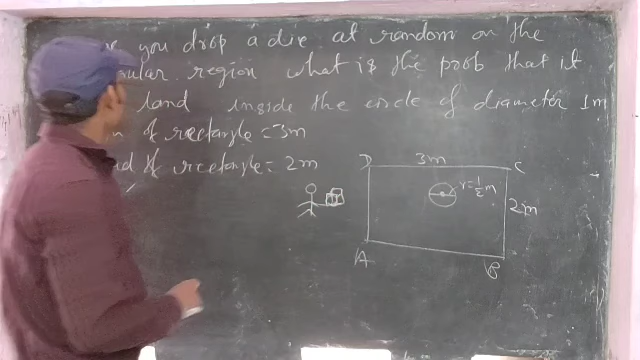 you drop a die at random on the
ular region what is the prob that it
land inside the circle of diameter 1m
of rectangle = 3m
d of rectangle = 2m
D 3m C
r=1/2m
2m
A B